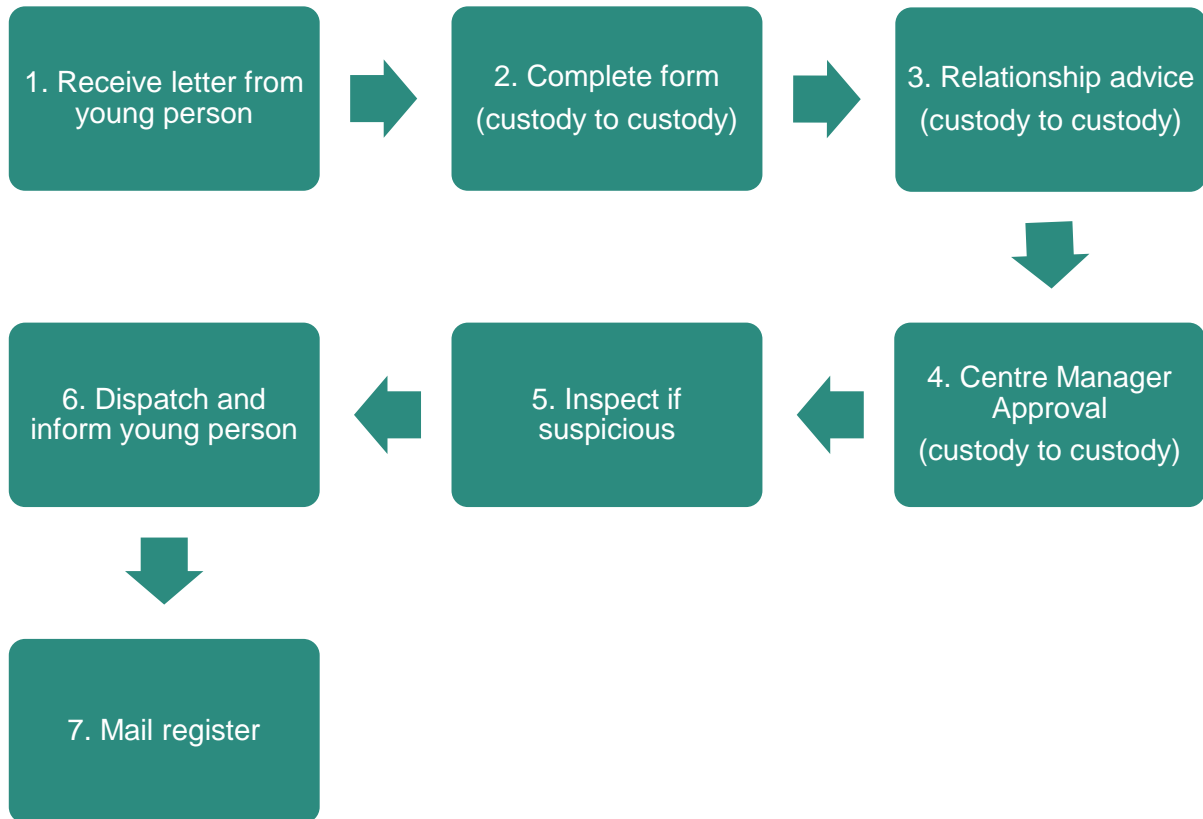 1. Receive letter from
young person
2. Complete form
(custody to custody)
3. Relationship advice
(custody to custody)
4. Centre Manager
Approval
(custody to custody)
5. Inspect if
suspicious
6. Dispatch and
inform young person
7. Mail register